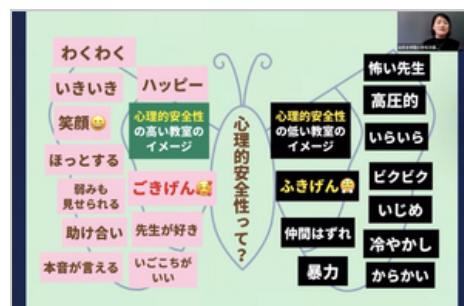 わくわく
いきいき
ハッピー
笑顔😀
心理的安全性
の高い教室の
イメージ
ほっとする
弱みも
見せられる
ごきげん🥰
助け合い
先生が好き
本音が言える
いごこちが
いい
心理的安全性って？
怖い先生
高圧的
心理的安全性
の低い教室の
イメージ
いらいら
ビクビク
ふきげん😤
いじめ
仲間はずれ
冷やかし
暴力
からかい